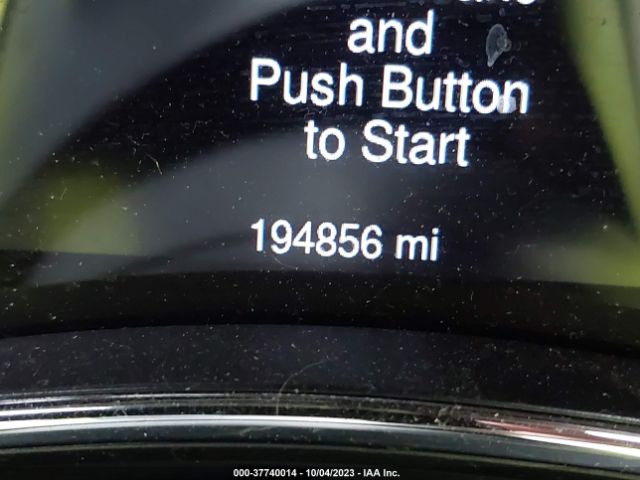 and
Push Button
to Start
194856 mi
000-37740014 - 10/04/2023 - IAA Inc.